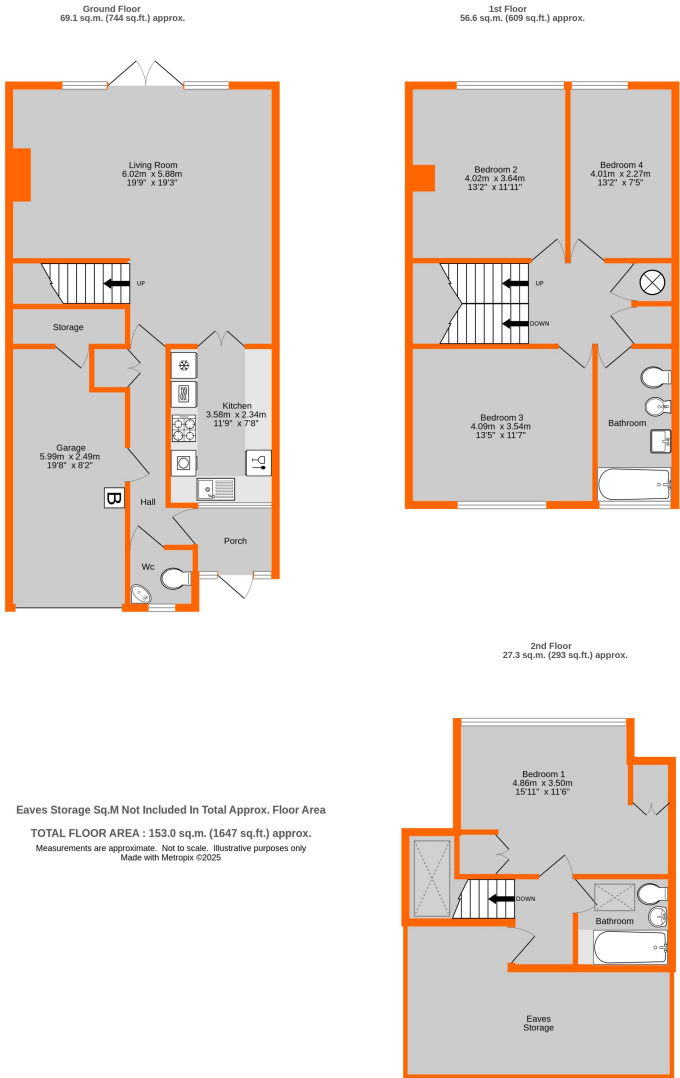 Ground Floor
69.1 sq.m. (744 sq.ft.) approx.
1st Floor
56.6 sq.m. (609 sq.ft.) approx.
Living Room
6.02m x 5.88m
19'9" x 19'3"
UP
Storage
Kitchen
3.58m x 2.34m
11'9" x 7'8"
Garage
5.99m x 2.49m
19'8" x 8'2"
B
Hall
Porch
Wc
Bedroom 2
4.02m x 3.64m
13'2" x 11'11"
Bedroom 4
4.01m x 2.27m
13'2" x 7'5"
UP
DOWN
Bedroom 3
4.09m x 3.54m
13'5" x 11'7"
Bathroom
2nd Floor
27.3 sq.m. (293 sq.ft.) approx.
Bedroom 1
4.86m x 3.50m
15'11" x 11'6"
DOWN
Bathroom
Eaves
Storage
Eaves Storage Sq.M Not Included In Total Approx. Floor Area
TOTAL FLOOR AREA : 153.0 sq.m. (1647 sq.ft.) approx.
Measurements are approximate. Not to scale. Illustrative purposes only
Made with Metropix ©2025